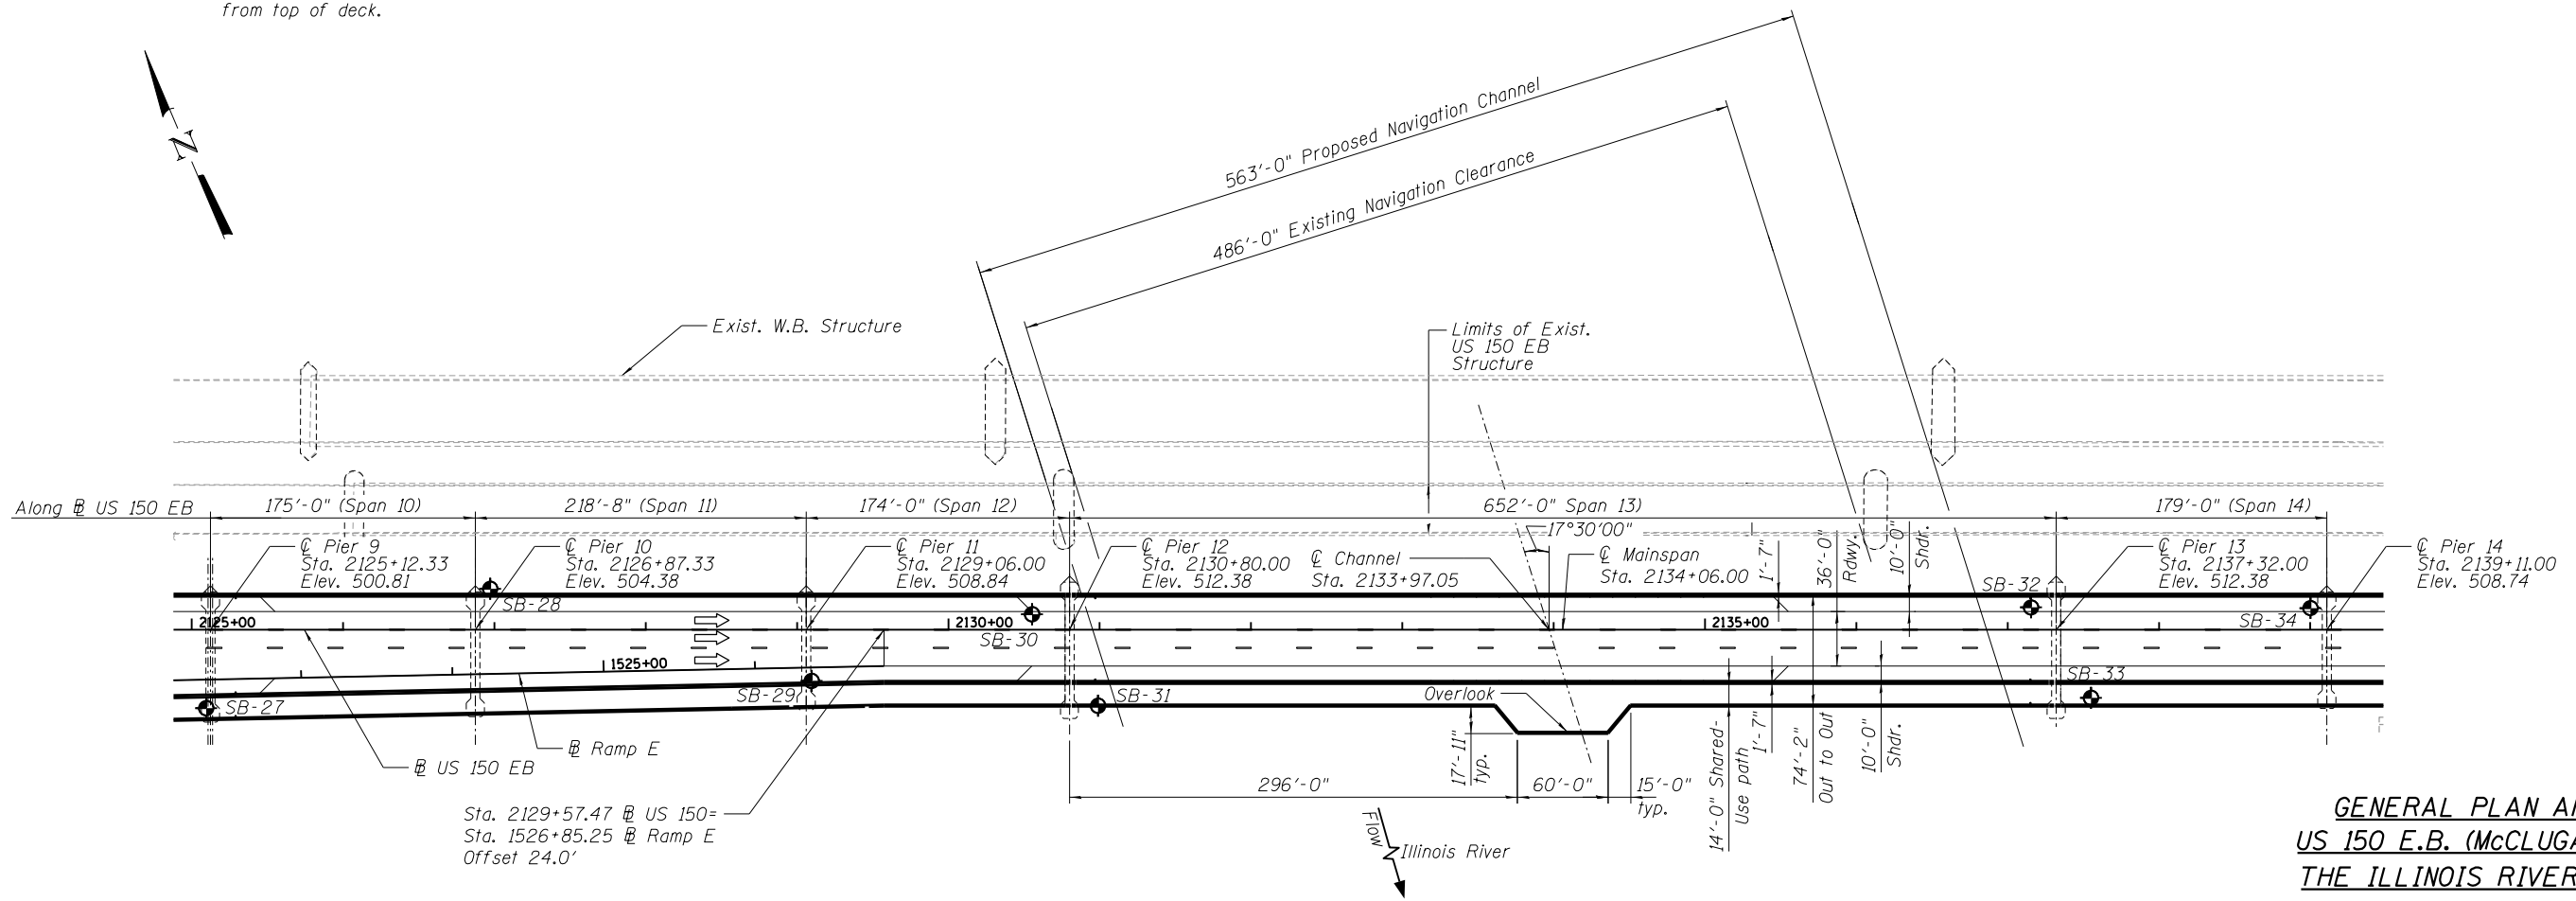 from top of deck.
N
563'-0" Proposed Navigation Channel
486'-0" Existing Navigation Clearance
Exist. W.B. Structure
Limits of Exist.
US 150 EB
Structure
Along ℄ US 150 EB
175'-0" (Span 10)
218'-8" (Span 11)
174'-0" (Span 12)
652'-0" Span 13)
179'-0" (Span 14)
17°30'00"
℄ Pier 9
Sta. 2125+12.33
Elev. 500.81
℄ Pier 10
Sta. 2126+87.33
Elev. 504.38
℄ Pier 11
Sta. 2129+06.00
Elev. 508.84
℄ Pier 12
Sta. 2130+80.00
Elev. 512.38
℄ Channel
Sta. 2133+97.05
℄ Mainspan
Sta. 2134+06.00
1'-7"
36'-0"
Rdwy.
10'-0"
Shdr.
℄ Pier 13
Sta. 2137+32.00
Elev. 512.38
℄ Pier 14
Sta. 2139+11.00
Elev. 508.74
SB-28
SB-30
SB-32
SB-34
2125+00
2130+00
2135+00
1525+00
SB-27
SB-29
SB-31
SB-33
Overlook
℄ Ramp E
℄ US 150 EB
17'-11"
typ.
296'-0"
60'-0"
15'-0"
typ.
14'-0" Shared-
Use path
1'-7"
74'-2"
Out to Out
10'-0"
Shdr.
Sta. 2129+57.47 ℄ US 150=
Sta. 1526+85.25 ℄ Ramp E
Offset 24.0'
Flow
Illinois River
GENERAL PLAN A
US 150 E.B. (McCLUGA
THE ILLINOIS RIVER